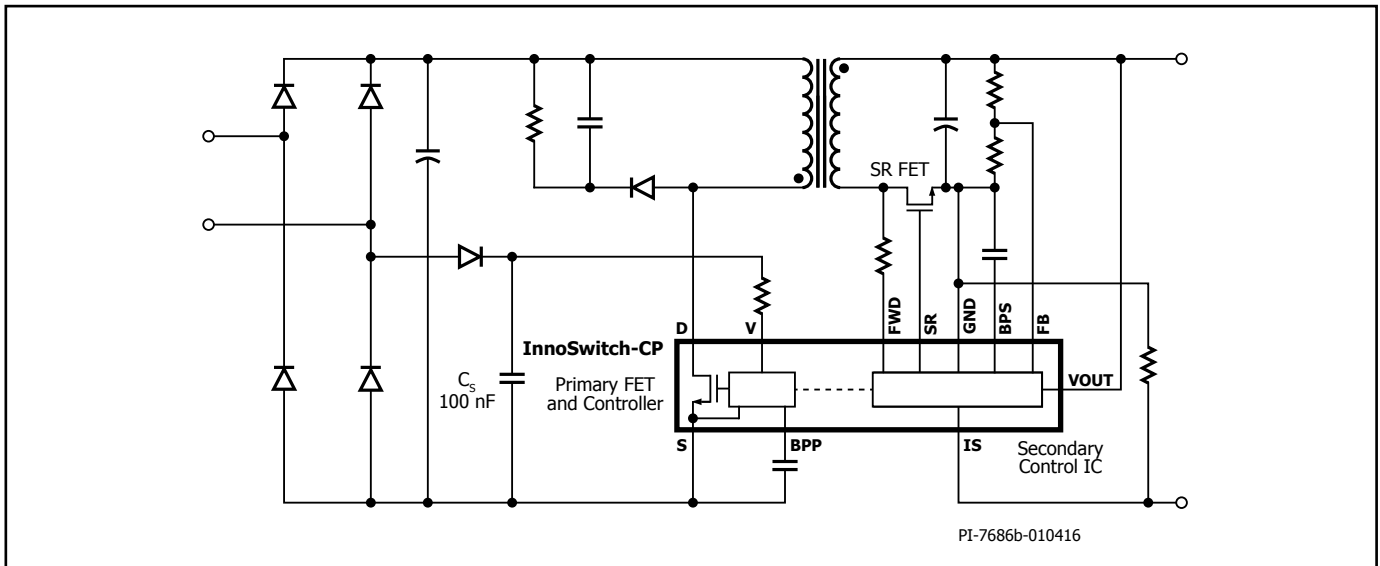 SR FET
FWD
SR
GND
BPS
FB
D
V
InnoSwitch-CP
Primary FET
and Controller
VOUT
C_S
100 nF
S
BPP
IS
Secondary
Control IC
PI-7686b-010416